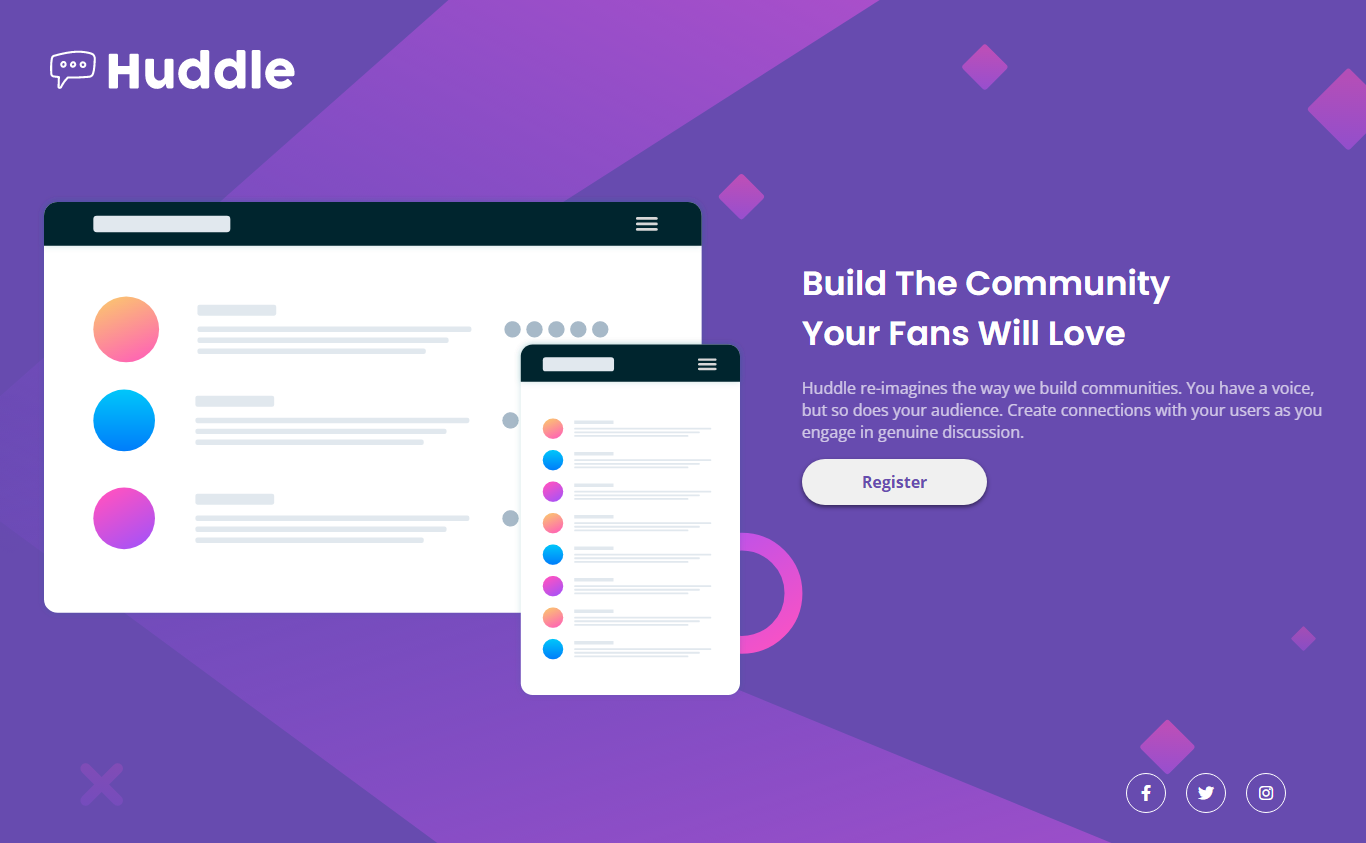 Huddle
Build The Community
Your Fans Will Love
Huddle re-imagines the way we build communities. You have a voice,
but so does your audience. Create connections with your users as you
engage in genuine discussion.
Register